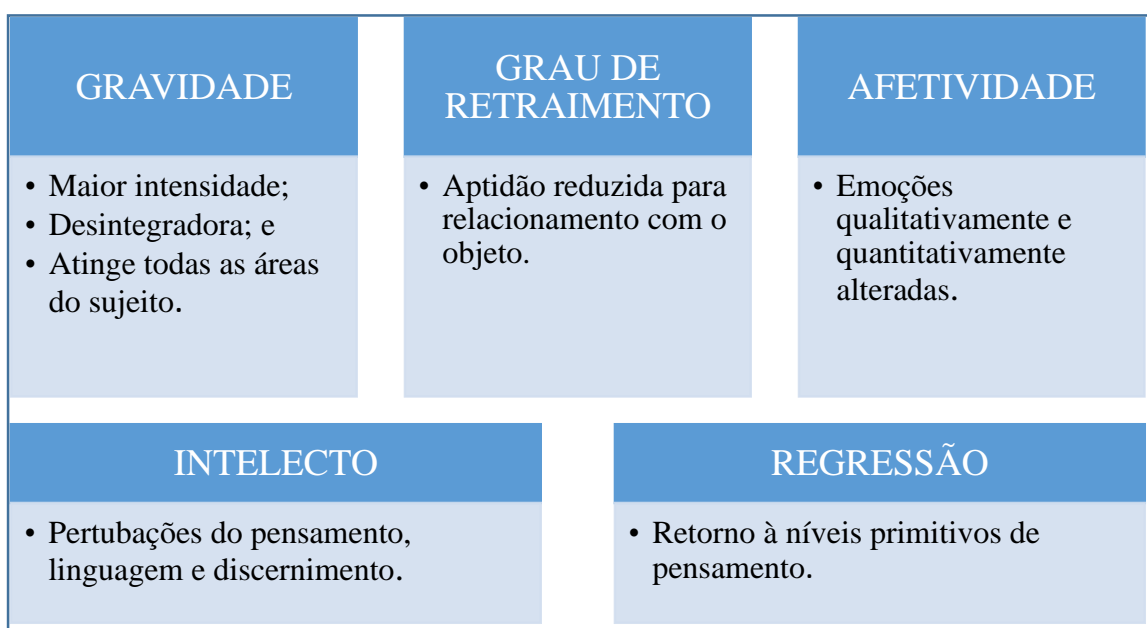 GRAVIDADE
• Maior intensidade;
• Desintegradora; e
• Atinge todas as áreas
do sujeito.
GRAU DE
RETRAIMENTO
• Aptidão reduzida para
relacionamento com o
objeto.
AFETIVIDADE
• Emoções
qualitativamente e
quantitativamente
alteradas.
INTELECTO
• Pertubações do pensamento,
linguagem e discernimento.
REGRESSÃO
• Retorno à níveis primitivos de
pensamento.